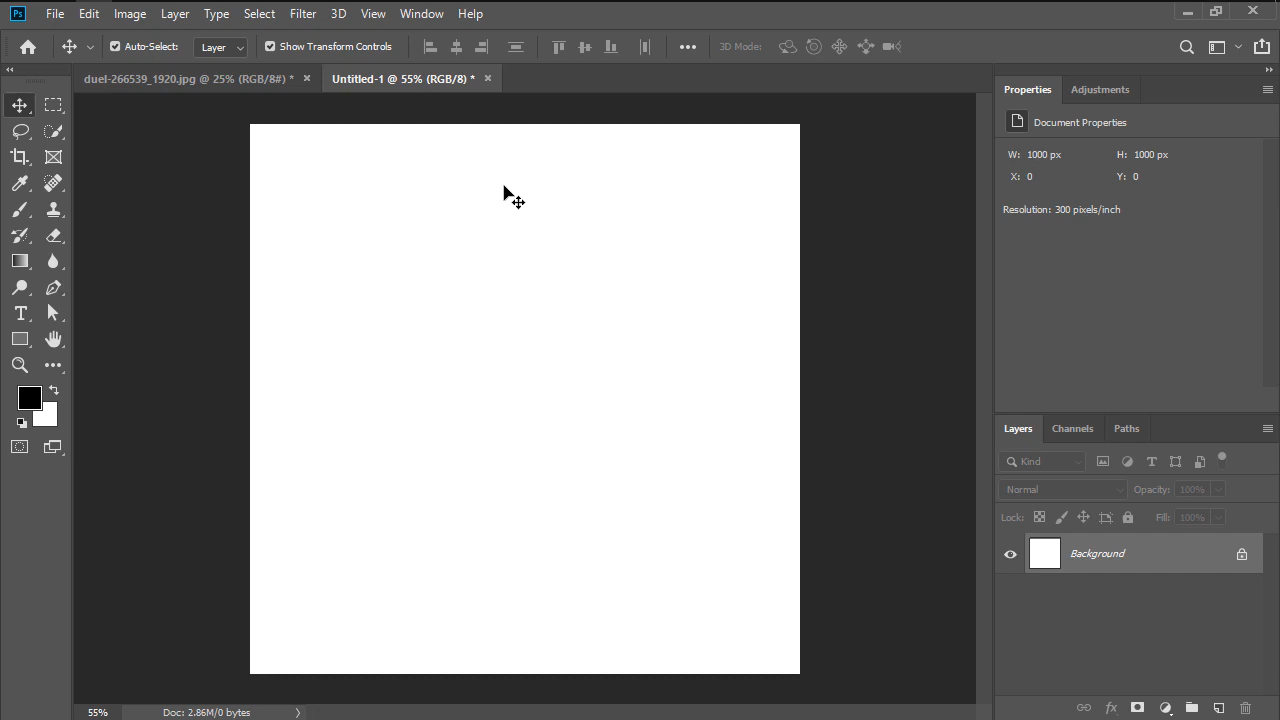 Ps File Edit Image Layer Type Select Filter 3D View Window Help
Auto-Select: Layer Show Transform Controls 3D Mode:
duel-266539_1920.jpg @ 25% (RGB/8#) * Untitled-1 @ 55% (RGB/8) *
Properties Adjustments
Document Properties
W: 1000 px H: 1000 px
X: 0 Y: 0
Resolution: 300 pixels/inch
Layers Channels Paths
Kind
Normal Opacity: 100%
Lock: Fill: 100%
Background
55% Doc: 2.86M/0 bytes